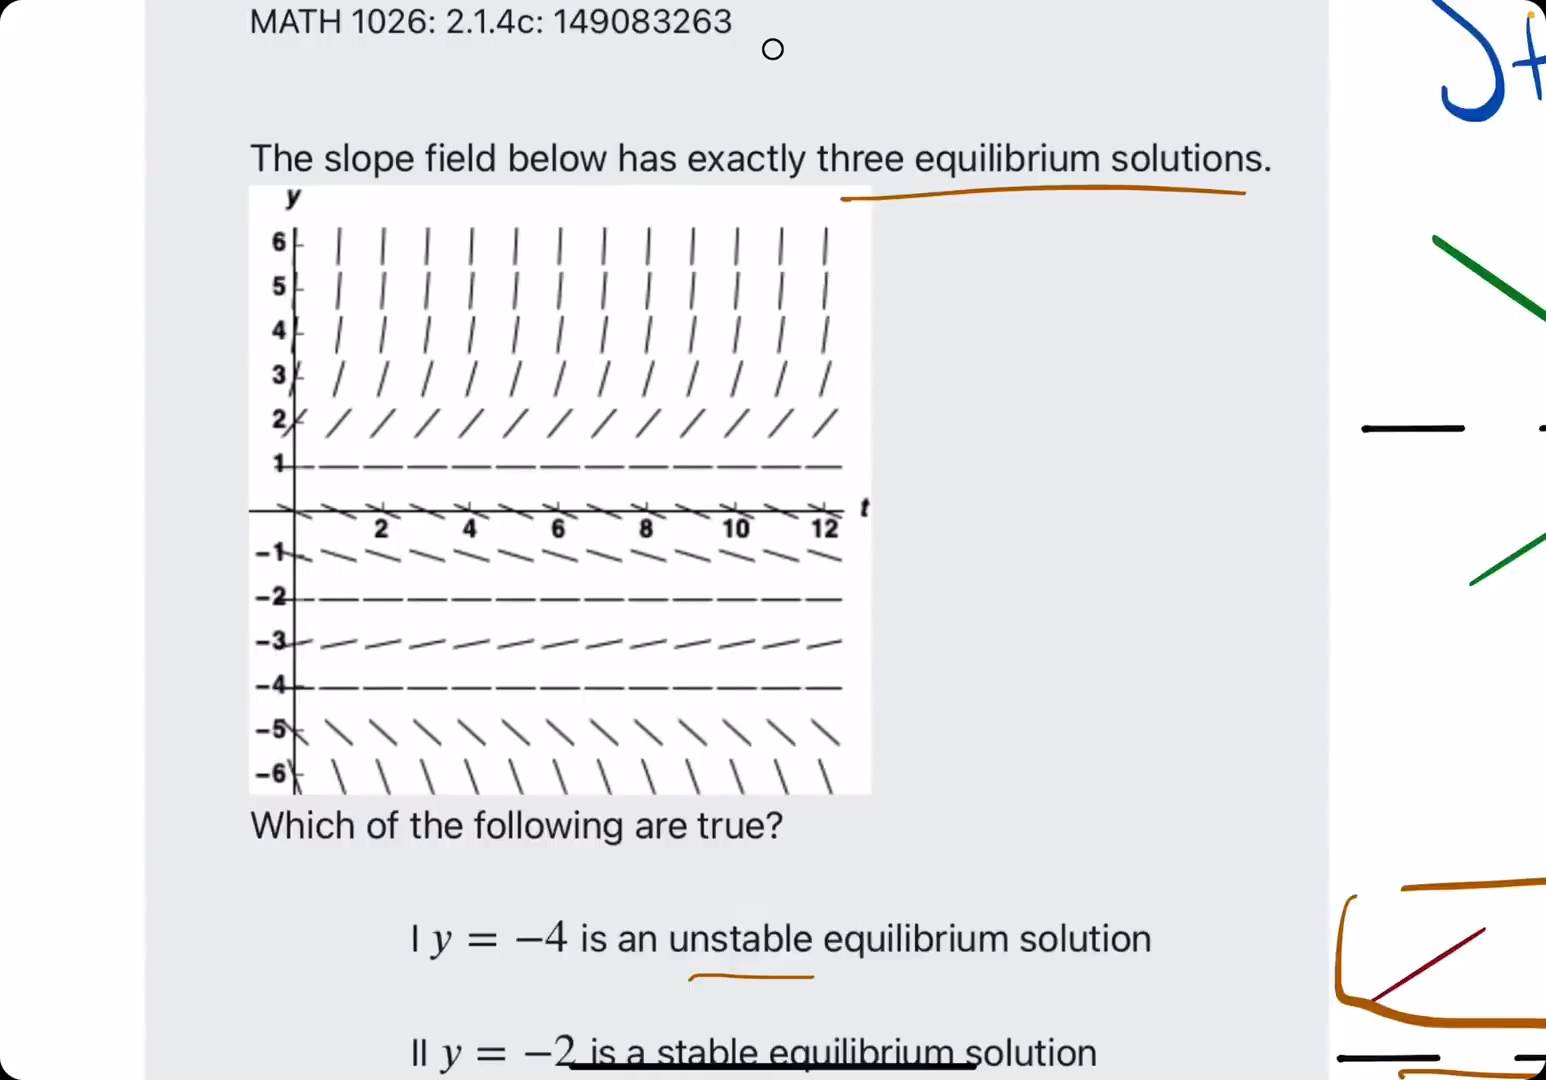 MATH 1026: 2.1.4c: 149083263
St
The slope field below has exactly three equilibrium solutions.
y
6
5
4
3
2
1
t
2 4 6 8 10 12
−1
−2
−3
−4
−5
−6
Which of the following are true?
I y = −4 is an unstable equilibrium solution
II y = −2 is a stable equilibrium solution